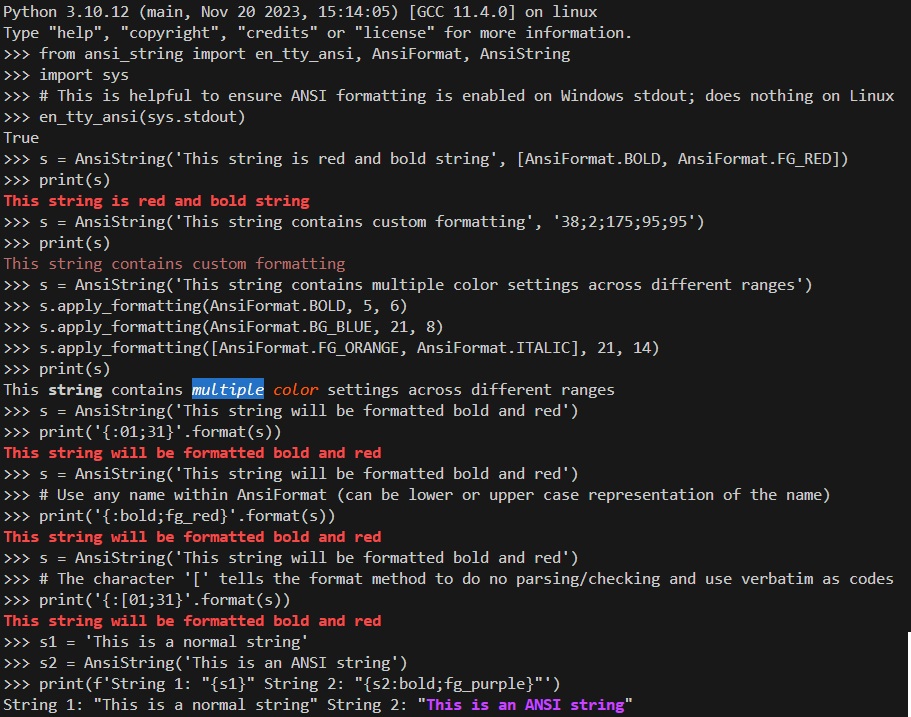 Python 3.10.12 (main, Nov 20 2023, 15:14:05) [GCC 11.4.0] on linux
Type "help", "copyright", "credits" or "license" for more information.
>>> from ansi_string import en_tty_ansi, AnsiFormat, AnsiString
>>> import sys
>>> # This is helpful to ensure ANSI formatting is enabled on Windows stdout; does nothing on Linux
>>> en_tty_ansi(sys.stdout)
True
>>> s = AnsiString('This string is red and bold string', [AnsiFormat.BOLD, AnsiFormat.FG_RED])
>>> print(s)
This string is red and bold string
>>> s = AnsiString('This string contains custom formatting', '38;2;175;95;95')
>>> print(s)
This string contains custom formatting
>>> s = AnsiString('This string contains multiple color settings across different ranges')
>>> s.apply_formatting(AnsiFormat.BOLD, 5, 6)
>>> s.apply_formatting(AnsiFormat.BG_BLUE, 21, 8)
>>> s.apply_formatting([AnsiFormat.FG_ORANGE, AnsiFormat.ITALIC], 21, 14)
>>> print(s)
This string contains multiple color settings across different ranges
>>> s = AnsiString('This string will be formatted bold and red')
>>> print('{:01;31}'.format(s))
This string will be formatted bold and red
>>> s = AnsiString('This string will be formatted bold and red')
>>> # Use any name within AnsiFormat (can be lower or upper case representation of the name)
>>> print('{:bold;fg_red}'.format(s))
This string will be formatted bold and red
>>> s = AnsiString('This string will be formatted bold and red')
>>> # The character '[' tells the format method to do no parsing/checking and use verbatim as codes
>>> print('{:[01;31}'.format(s))
This string will be formatted bold and red
>>> s1 = 'This is a normal string'
>>> s2 = AnsiString('This is an ANSI string')
>>> print(f'String 1: "{s1}" String 2: "{s2:bold;fg_purple}"')
String 1: "This is a normal string" String 2: "This is an ANSI string"